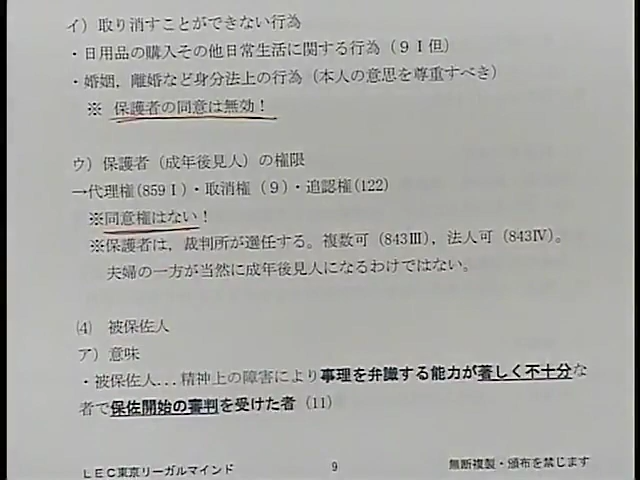 イ）取り消すことができない行為
・日用品の購入その他日常生活に関する行為（９Ⅰ但）
・婚姻，離婚など身分法上の行為（本人の意思を尊重すべき）
※ 保護者の同意は無効！
ウ）保護者（成年後見人）の権限
→代理権(859Ⅰ)・取消権（９）・追認権(122)
※同意権はない！
※保護者は，裁判所が選任する。複数可（843Ⅲ），法人可（843Ⅳ）。
夫婦の一方が当然に成年後見人になるわけではない。
⑷ 被保佐人
ア）意味
・被保佐人...精神上の障害により事理を弁識する能力が著しく不十分な
者で保佐開始の審判を受けた者（11）
ＬＥＣ東京リーガルマインド 9 無断複製・頒布を禁じます